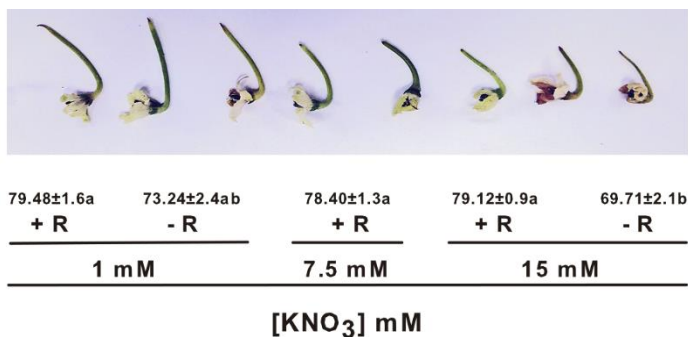 79.48±1.6a 73.24±2.4ab 78.40±1.3a 79.12±0.9a 69.71±2.1b
+ R - R + R + R - R
1 mM 7.5 mM 15 mM
[KNO₃] mM